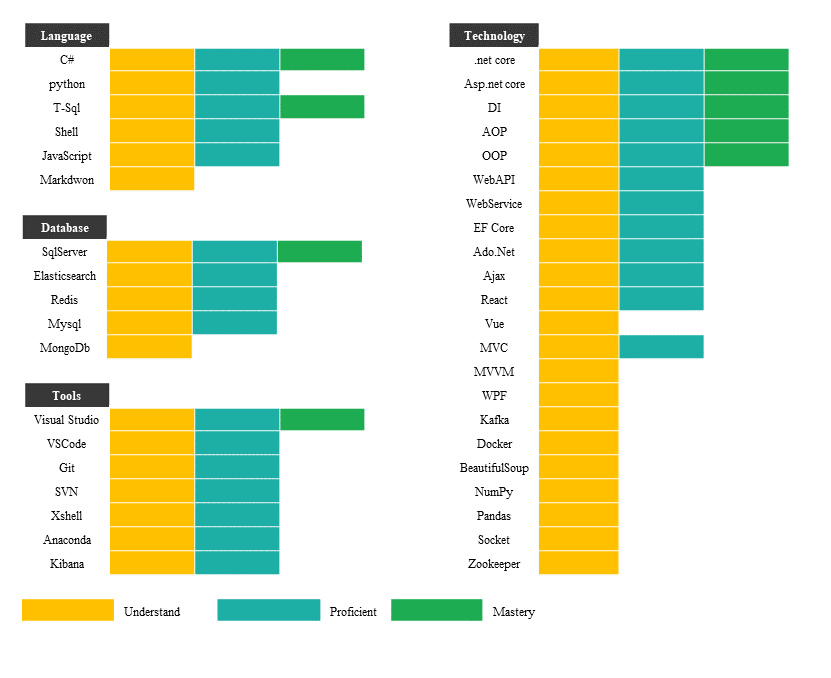 Language
C#
python
T-Sql
Shell
JavaScript
Markdwon
Database
SqlServer
Elasticsearch
Redis
Mysql
MongoDb
Tools
Visual Studio
VSCode
Git
SVN
Xshell
Anaconda
Kibana
Technology
.net core
Asp.net core
DI
AOP
OOP
WebAPI
WebService
EF Core
Ado.Net
Ajax
React
Vue
MVC
MVVM
WPF
Kafka
Docker
BeautifulSoup
NumPy
Pandas
Socket
Zookeeper
Understand
Proficient
Mastery